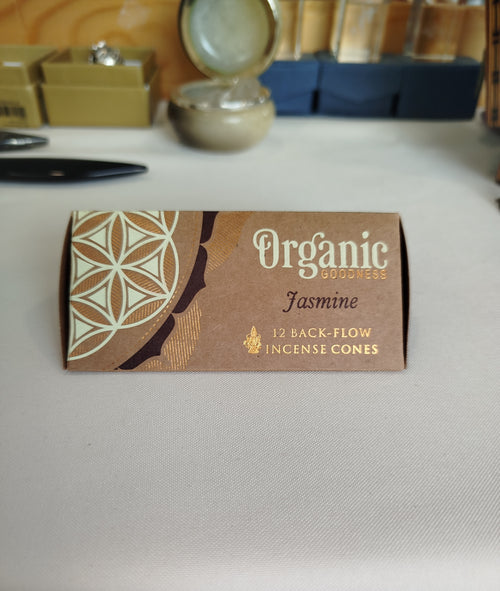 Organic
GOODNESS
Jasmine
12 BACK-FLOW
INCENSE CONES